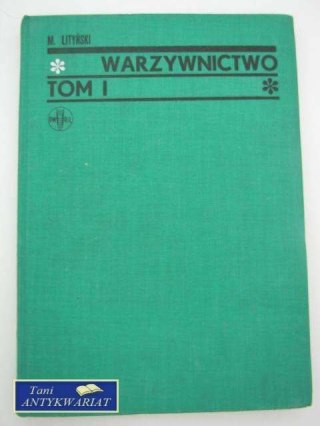 M. LITYŃSKI
WARZYWNICTWO
TOM I
Tani
ANTYKWARIAT